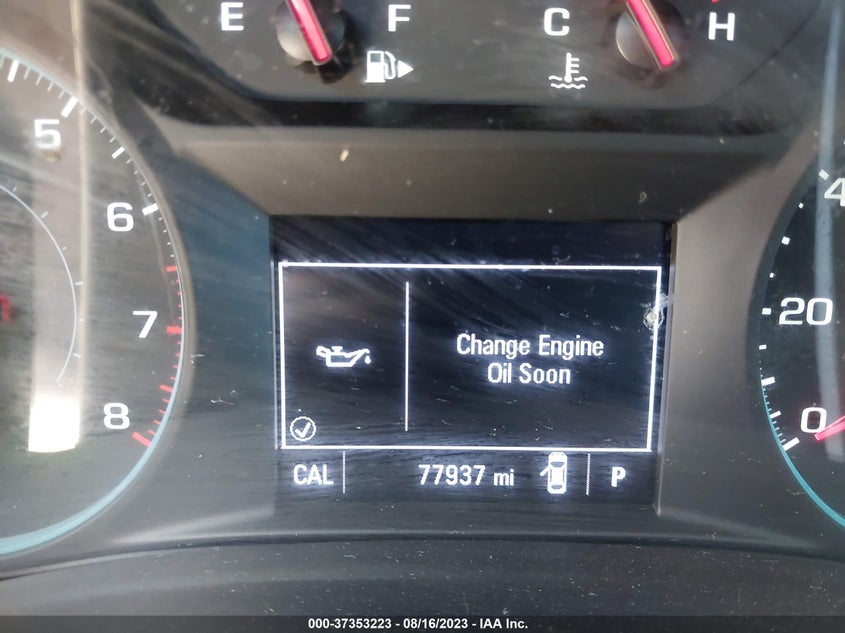 E F C H
5
6
7
8
Change Engine
Oil Soon
CAL 77937 mi P
20
0
000-37353223 - 08/16/2023 - IAA Inc.